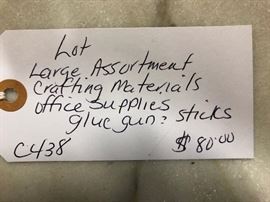 Lot
Large Assortment
Crafting Materials
office supplies
glue gun & sticks
C438 $80.00